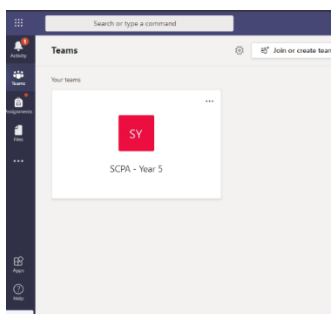 Search or type a command
Activity
Teams
Assignments
Files
Apps
Help
Teams
Join or create team
Your teams
SY
SCPA - Year 5